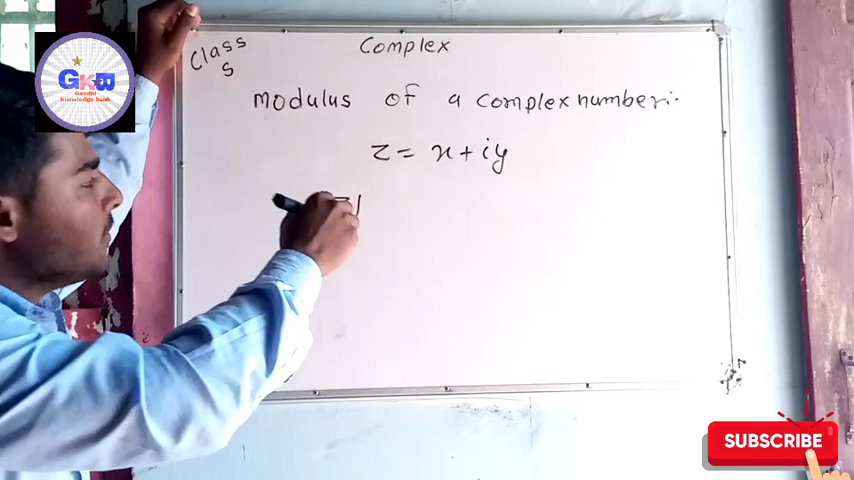 Class
5
Complex
modulus of a complex number:-
z = x + iy
GKB
Gandhi
Knowledge bank
SUBSCRIBE